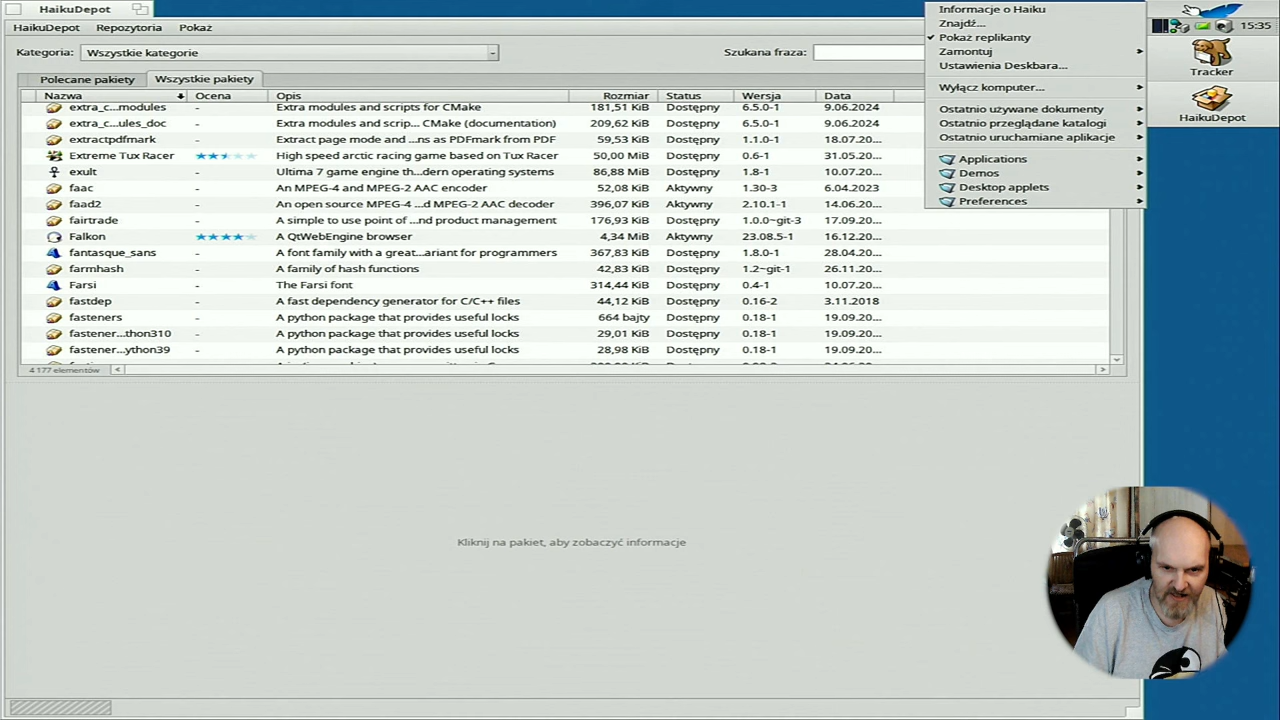 HaikuDepot
HaikuDepot Repozytoria Pokaż
Kategoria: Wszystkie kategorie Szukana fraza:
Polecane pakiety Wszystkie pakiety
Nazwa Ocena Opis Rozmiar Status Wersja Data
extra_c...modules - Extra modules and scripts for CMake 181,51 KiB Dostępny 6.5.0-1 9.06.2024
extra_c...ules_doc - Extra modules and scrip... CMake (documentation) 209,62 KiB Dostępny 6.5.0-1 9.06.2024
extractpdfmark - Extract page mode and ...ns as PDFmark from PDF 59,53 KiB Dostępny 1.1.0-1 18.07.20...
Extreme Tux Racer High speed arctic racing game based on Tux Racer 50,00 MiB Dostępny 0.6-1 31.05.20...
exult - Ultima 7 game engine th...dern operating systems 86,88 MiB Dostępny 1.8-1 10.07.20...
faac - An MPEG-4 and MPEG-2 AAC encoder 52,08 KiB Aktywny 1.30-3 6.04.2023
faad2 - An open source MPEG-4 ...d MPEG-2 AAC decoder 396,07 KiB Aktywny 2.10.1-1 14.06.20...
fairtrade - A simple to use point of ...nd product management 176,93 KiB Dostępny 1.0.0~git-3 17.09.20...
Falkon A QtWebEngine browser 4,34 MiB Aktywny 23.08.5-1 16.12.20...
fantasque_sans - A font family with a great...ariant for programmers 367,83 KiB Dostępny 1.8.0-1 28.04.20...
farmhash - A family of hash functions 42,83 KiB Dostępny 1.2~git-1 26.11.20...
Farsi - The Farsi font 314,44 KiB Dostępny 0.4-1 10.07.20...
fastdep - A fast dependency generator for C/C++ files 44,12 KiB Dostępny 0.16-2 3.11.2018
fasteners - A python package that provides useful locks 664 bajty Dostępny 0.18-1 19.09.20...
fastener...thon310 - A python package that provides useful locks 29,01 KiB Dostępny 0.18-1 19.09.20...
fastener...ython39 - A python package that provides useful locks 28,98 KiB Dostępny 0.18-1 19.09.20...
4 177 elementów
Kliknij na pakiet, aby zobaczyć informacje
Informacje o Haiku
Znajdź...
Pokaż replikanty
Zamontuj
Ustawienia Deskbara...
Wyłącz komputer...
Ostatnio używane dokumenty
Ostatnio przeglądane katalogi
Ostatnio uruchamiane aplikacje
Applications
Demos
Desktop applets
Preferences
15:35
Tracker
HaikuDepot